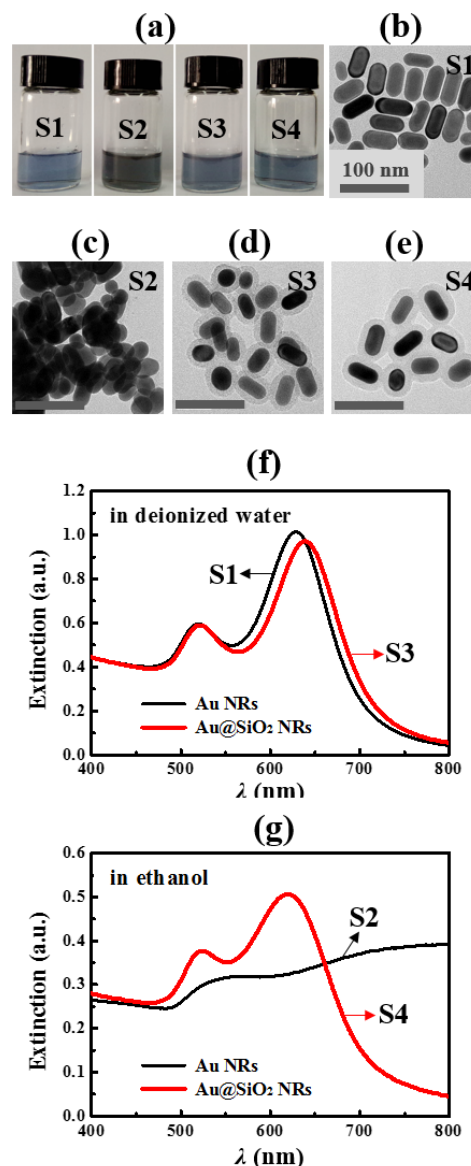 (a)
(b)
S1
S2
S3
S4
S1
100 nm
(c)
(d)
(e)
S2
S3
S4
(f)
1.2
1.0
0.8
0.6
0.4
0.2
0.0
Extinction (a.u.)
in deionized water
S1
S3
Au NRs
Au@SiO₂ NRs
400
500
600
700
800
λ (nm)
(g)
0.6
0.5
0.4
0.3
0.2
0.1
0.0
Extinction (a.u.)
in ethanol
S2
S4
Au NRs
Au@SiO₂ NRs
400
500
600
700
800
λ (nm)